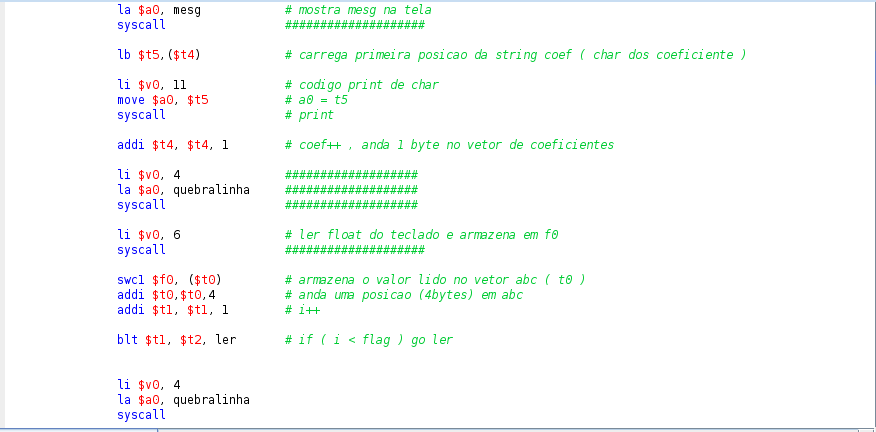 la $a0, mesg # mostra mesg na tela
syscall ####################
lb $t5,($t4) # carrega primeira posicao da string coef ( char dos coeficiente )
li $v0, 11 # codigo print de char
move $a0, $t5 # a0 = t5
syscall # print
addi $t4, $t4, 1 # coef++ , anda 1 byte no vetor de coeficientes
li $v0, 4 ###################
la $a0, quebralinha ###################
syscall ###################
li $v0, 6 # ler float do teclado e armazena em f0
syscall ####################
swc1 $f0, ($t0) # armazena o valor lido no vetor abc ( t0 )
addi $t0,$t0,4 # anda uma posicao (4bytes) em abc
addi $t1, $t1, 1 # i++
blt $t1, $t2, ler # if ( i < flag ) go ler
li $v0, 4
la $a0, quebralinha
syscall